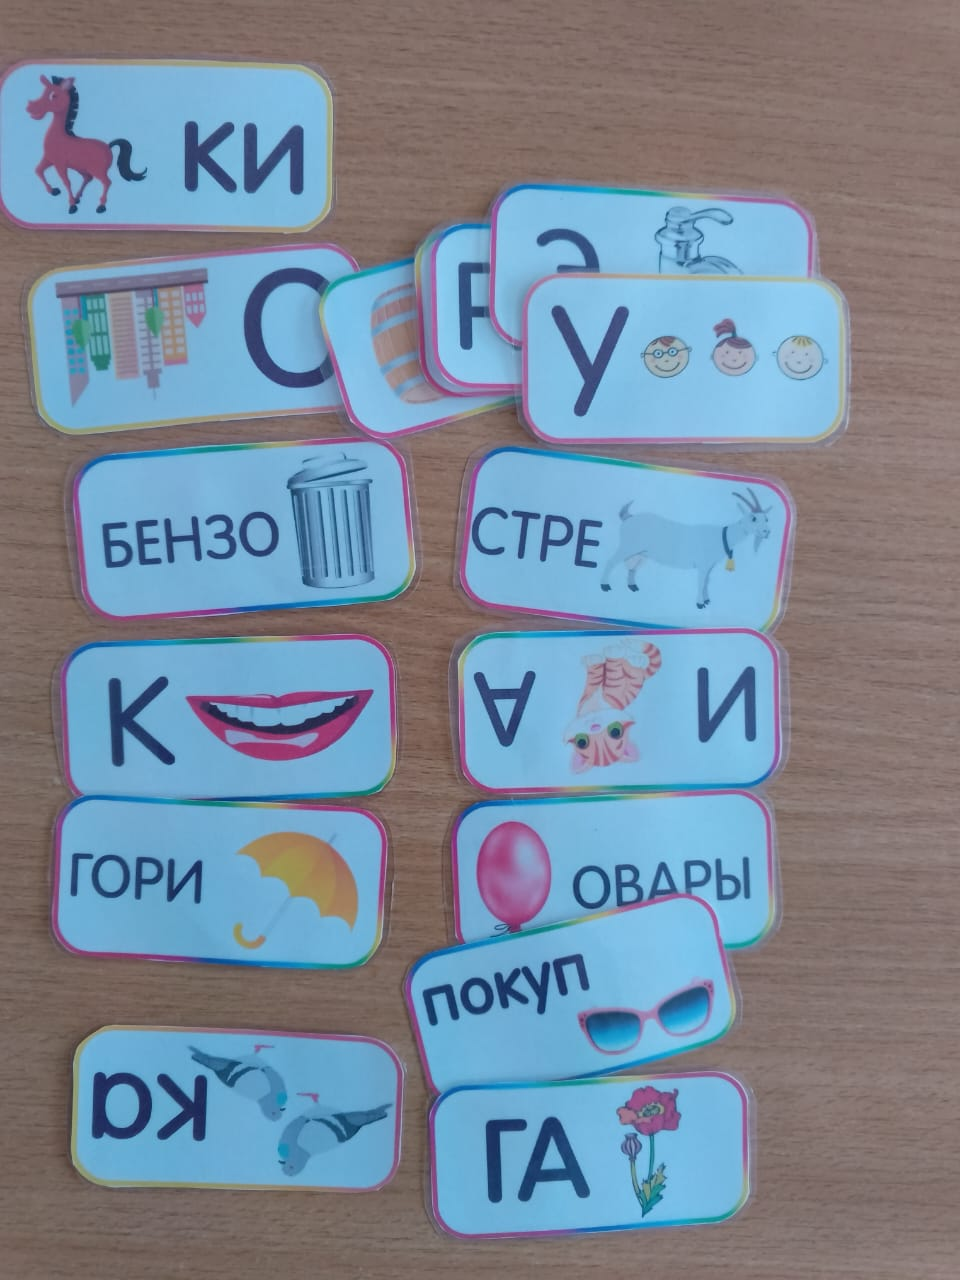 КИ
О
Р
Э
У
БЕНЗО
СТРЕ
К
А И
ГОРИ
ОВАРЫ
ПОКУП
ка
ГА